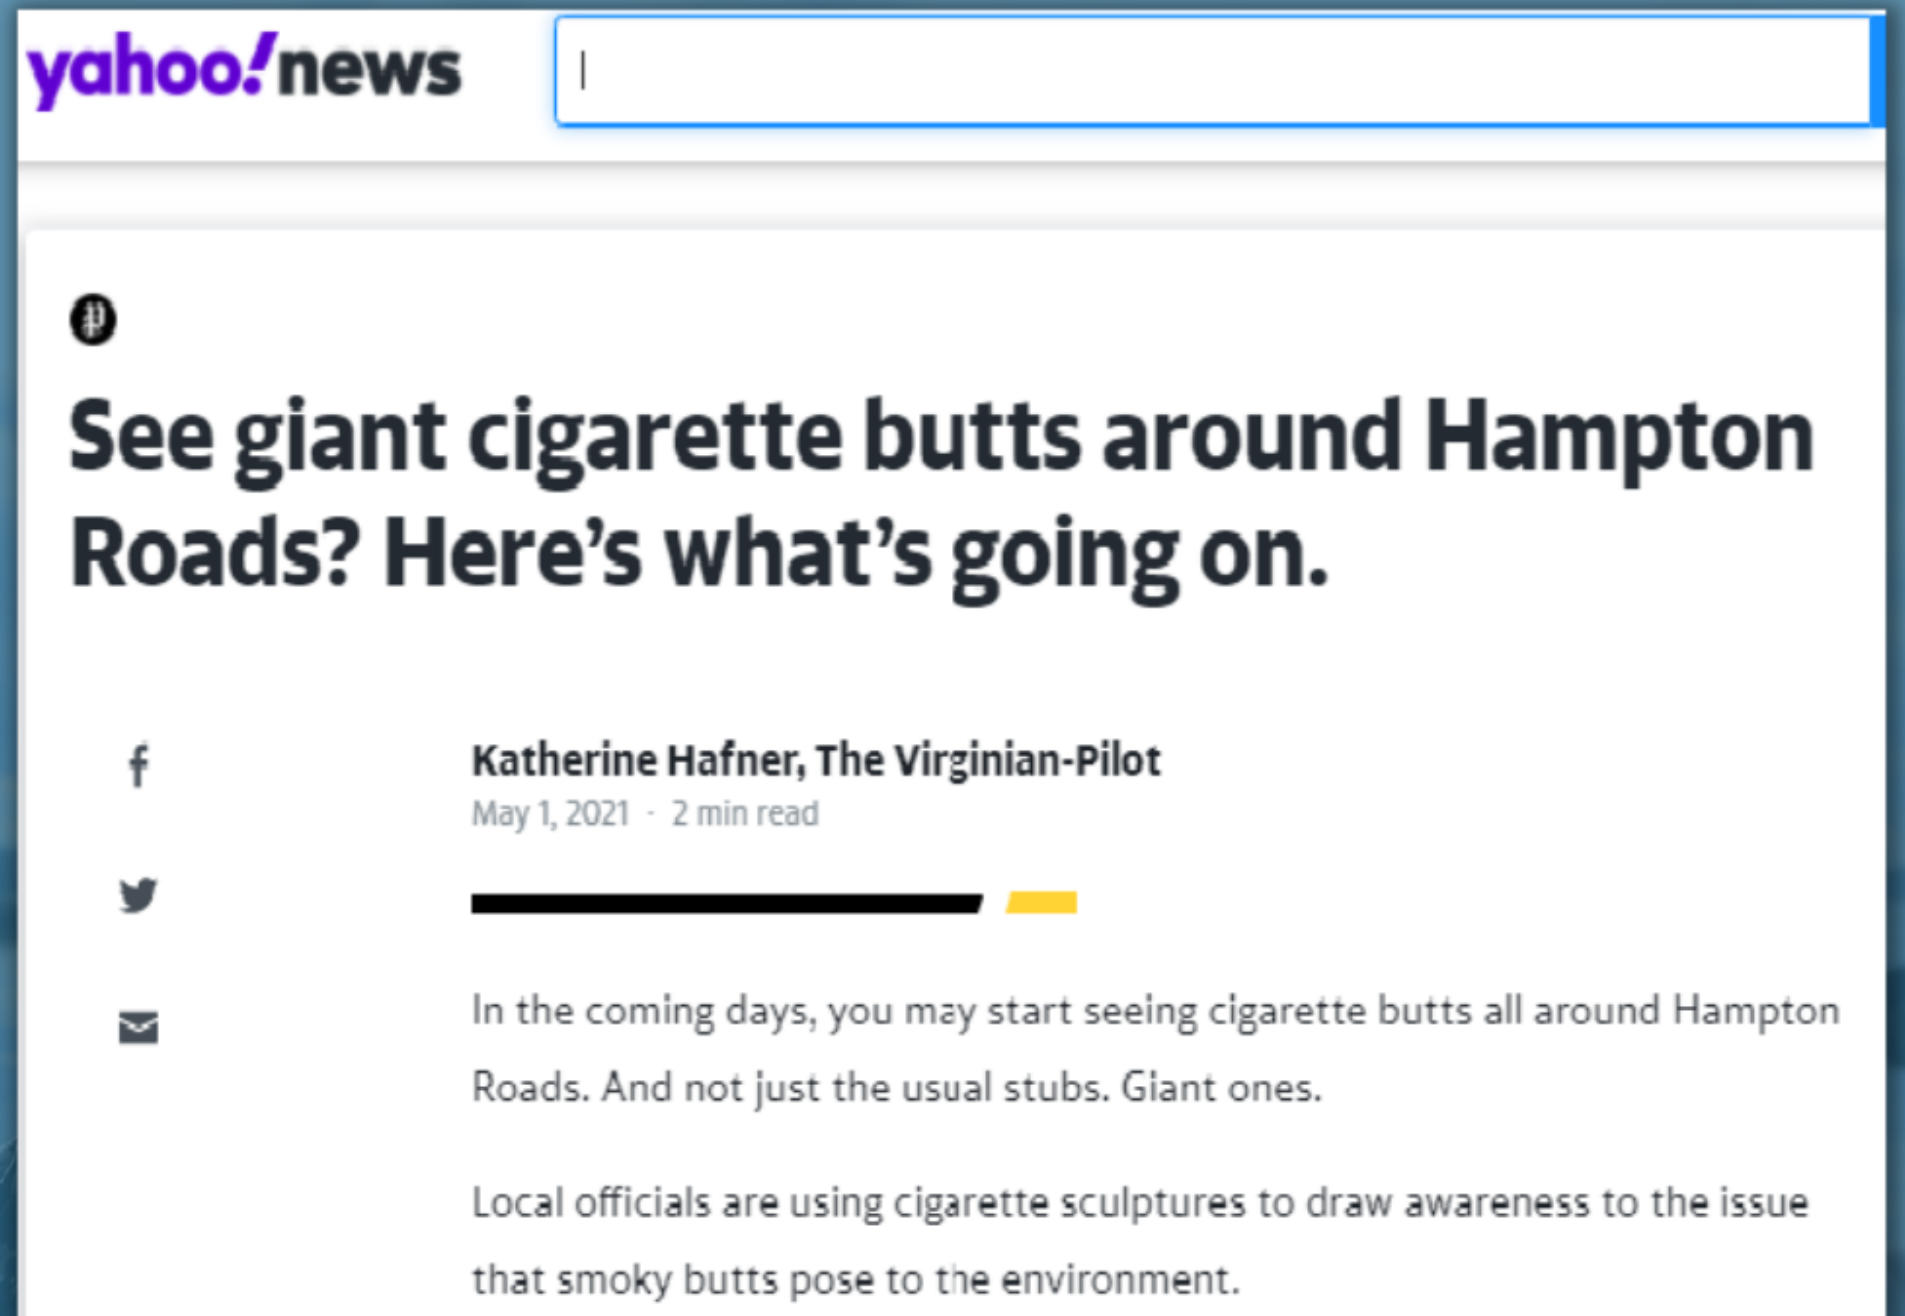 yahoo!news
See giant cigarette butts around Hampton
Roads? Here’s what’s going on.
Katherine Hafner, The Virginian-Pilot
May 1, 2021 · 2 min read
In the coming days, you may start seeing cigarette butts all around Hampton
Roads. And not just the usual stubs. Giant ones.
Local officials are using cigarette sculptures to draw awareness to the issue
that smoky butts pose to the environment.